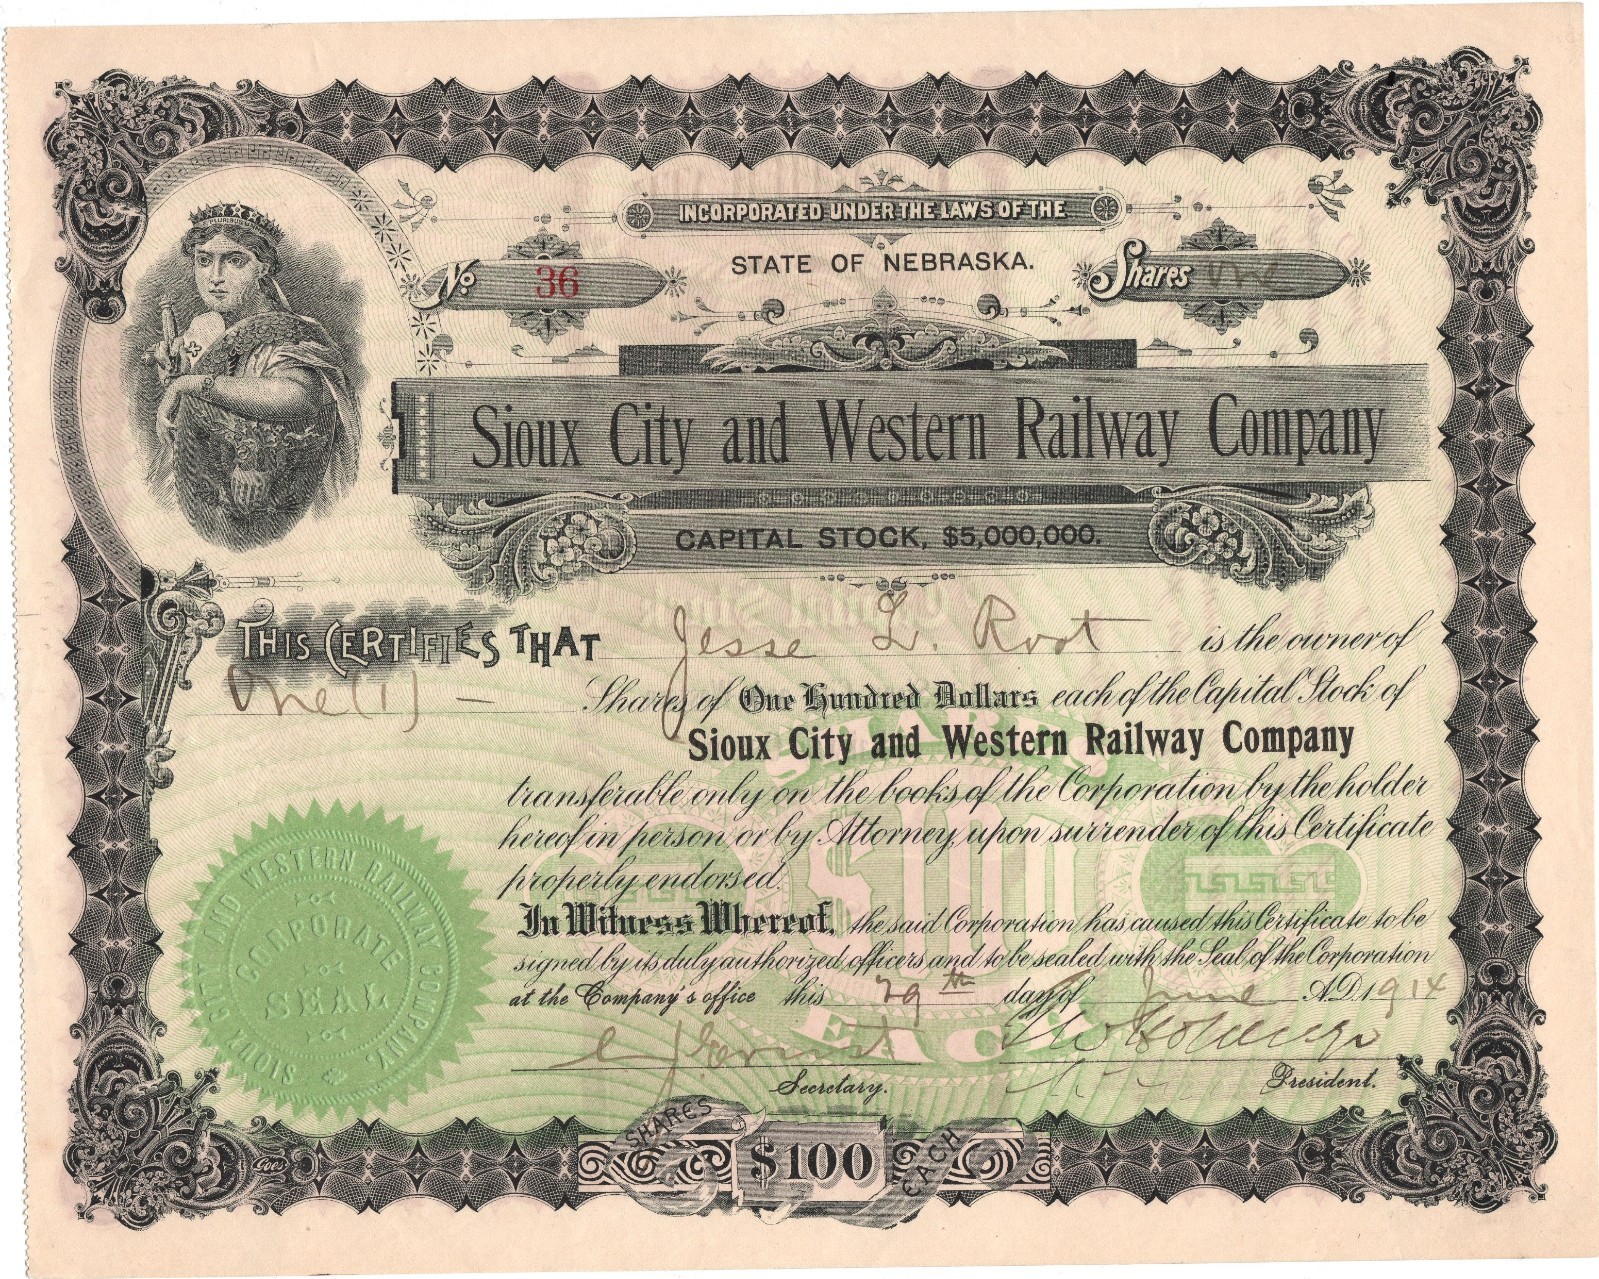 PLURIBUS
INCORPORATED UNDER THE LAWS OF THE
STATE OF NEBRASKA.
No. 36
Shares one
Sioux City and Western Railway Company
CAPITAL STOCK, $5,000,000.
THIS CERTIFIES THAT Jesse L. Root is the owner of
One (1) — Shares of One Hundred Dollars each of the Capital Stock of
Sioux City and Western Railway Company
transferable only on the books of the Corporation by the holder
hereof in person or by Attorney, upon surrender of this Certificate
properly endorsed.
In Witness Whereof, the said Corporation has caused this Certificate to be
signed by its duly authorized officers and to be sealed with the Seal of the Corporation
at the Company's office this 29th day of June A.D. 1914
Secretary. President.
SHARES
$100
EACH
SIOUX CITY AND WESTERN RAILWAY COMPANY
CORPORATE
SEAL
SHARES $100 EACH
Goes